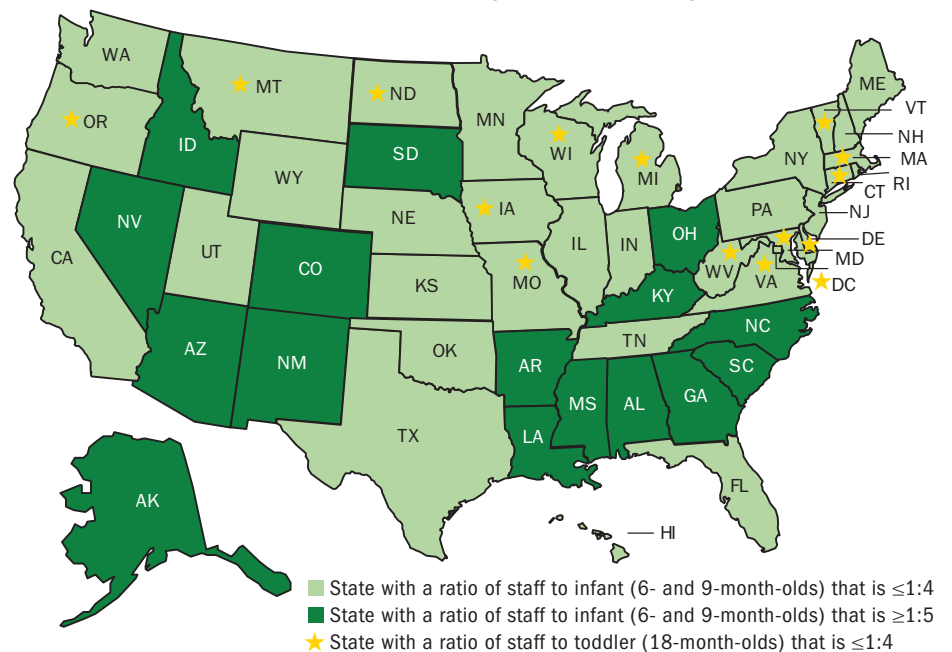 WA
MT
ND
MN
ME
VT
OR
ID
SD
WI
MI
NY
NH
MA
RI
CT
WY
IA
NE
PA
NJ
NV
UT
CO
IL
IN
OH
DE
MD
CA
KS
MO
WV
VA
DC
KY
AZ
NM
OK
AR
TN
NC
SC
MS
AL
GA
LA
TX
FL
AK
HI
State with a ratio of staff to infant (6- and 9-month-olds) that is ≤1:4
State with a ratio of staff to infant (6- and 9-month-olds) that is ≥1:5
State with a ratio of staff to toddler (18-month-olds) that is ≤1:4